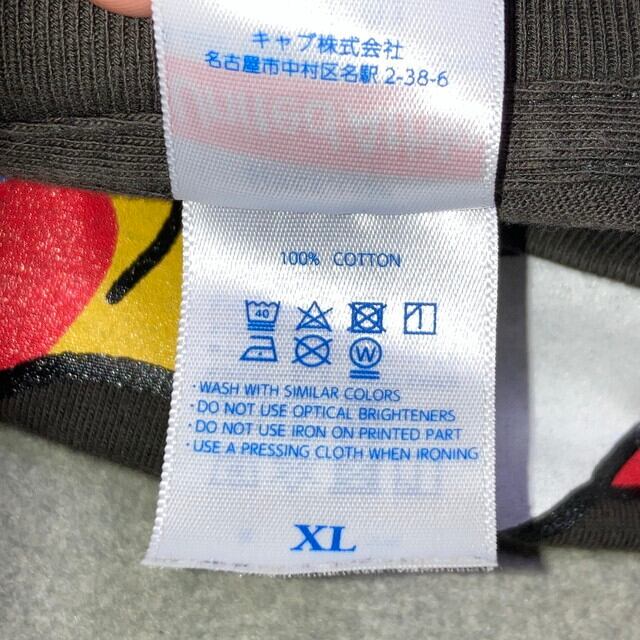 キャブ株式会社
名古屋市中村区名駅 2-38-6
100% COTTON
40
W
· WASH WITH SIMILAR COLORS
· DO NOT USE OPTICAL BRIGHTENERS
· DO NOT USE IRON ON PRINTED PART
· USE A PRESSING CLOTH WHEN IRONING
XL